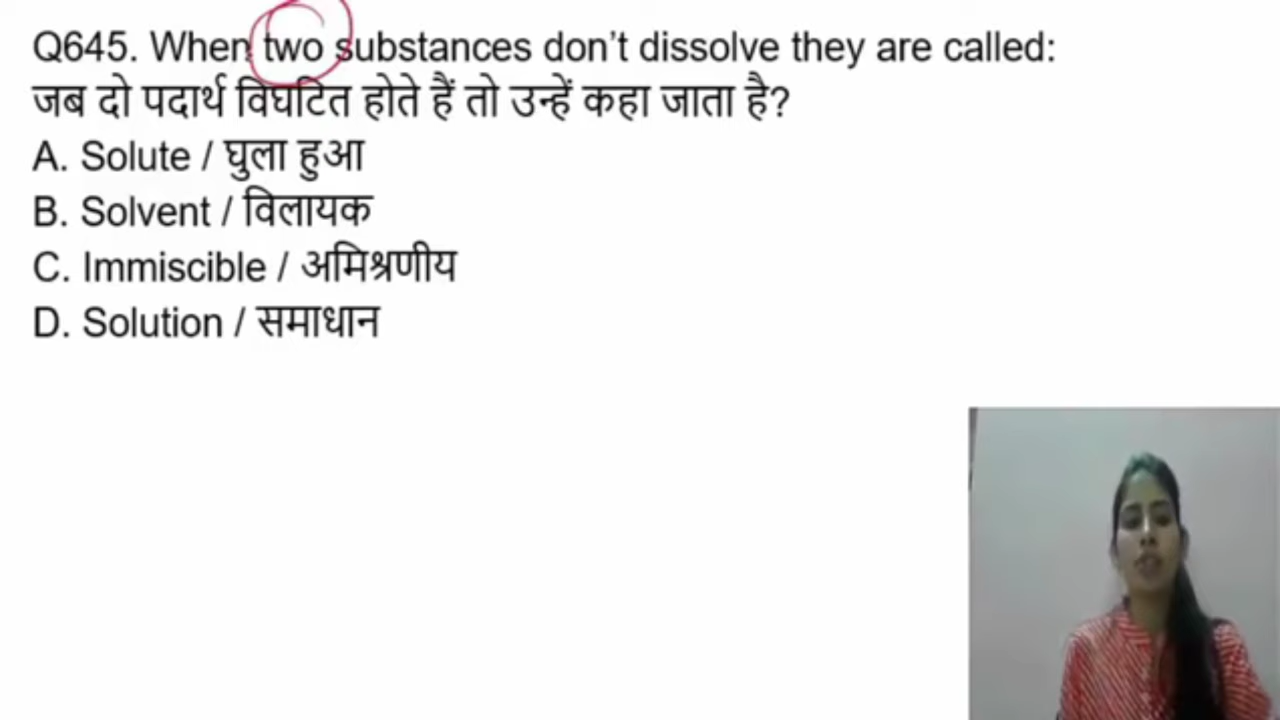 Q645. When two substances don’t dissolve they are called:
जब दो पदार्थ विघटित होते हैं तो उन्हें कहा जाता है?
A. Solute / घुला हुआ
B. Solvent / विलायक
C. Immiscible / अमिश्रणीय
D. Solution / समाधान